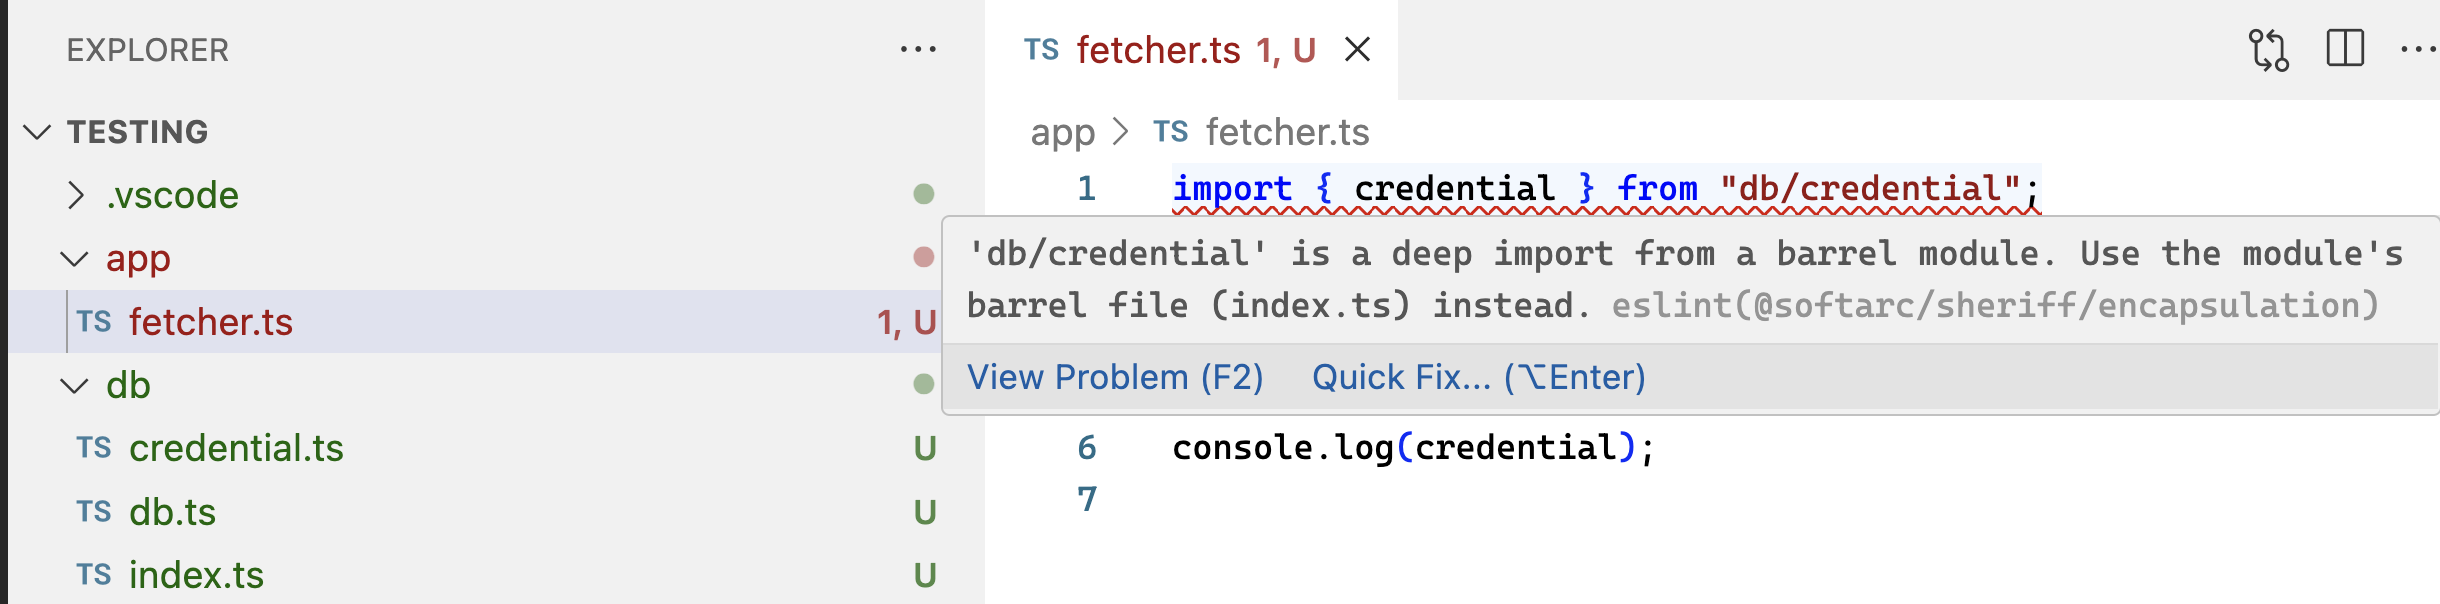 EXPLORER ...
TESTING
.vscode
app
TS fetcher.ts 1, U
db
TS credential.ts U
TS db.ts U
TS index.ts U
TS fetcher.ts 1, U
app > TS fetcher.ts
1 import { credential } from "db/credential";
'db/credential' is a deep import from a barrel module. Use the module's
barrel file (index.ts) instead. eslint(@softarc/sheriff/encapsulation)
View Problem (F2) Quick Fix... (⌥Enter)
6 console.log(credential);
7